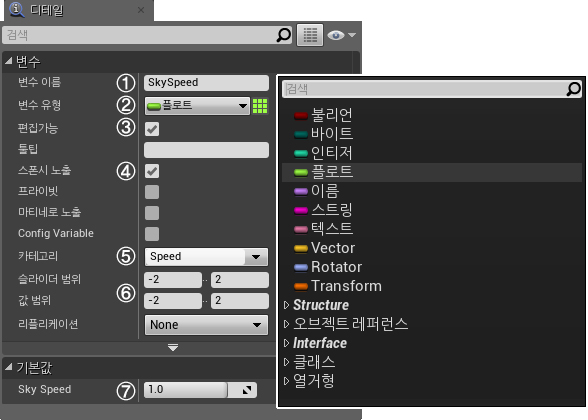 디테일
검색
변수
변수 이름 ① SkySpeed
변수 유형 ② 플로트
편집가능 ③
툴팁
스폰시 노출 ④
프라이빗
마티네로 노출
Config Variable
카테고리 ⑤ Speed
슬라이더 범위 -2 .. 2
⑥
값 범위 -2 .. 2
리플리케이션 None
기본값
Sky Speed ⑦ 1.0
검색
불리언
바이트
인티저
플로트
이름
스트링
텍스트
Vector
Rotator
Transform
Structure
오브젝트 레퍼런스
Interface
클래스
열거형